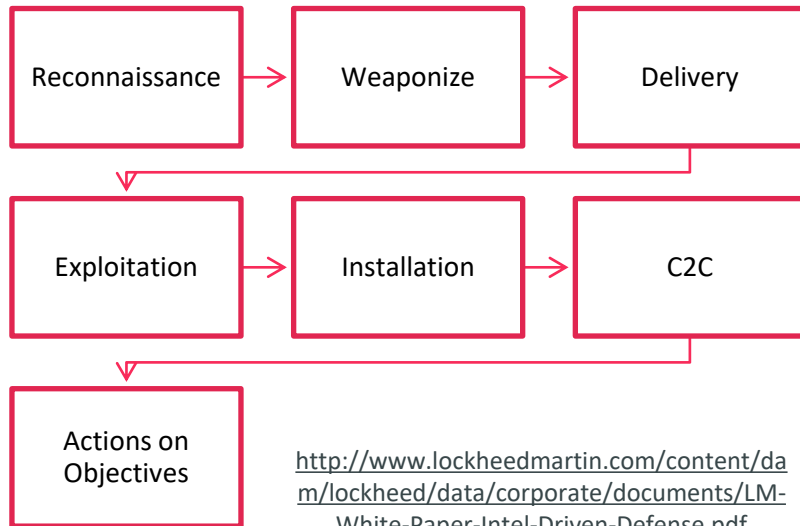 Reconnaissance
Weaponize
Delivery
Exploitation
Installation
C2C
Actions on
Objectives
http://www.lockheedmartin.com/content/da
m/lockheed/data/corporate/documents/LM-
White-Paper-Intel-Driven-Defense.pdf